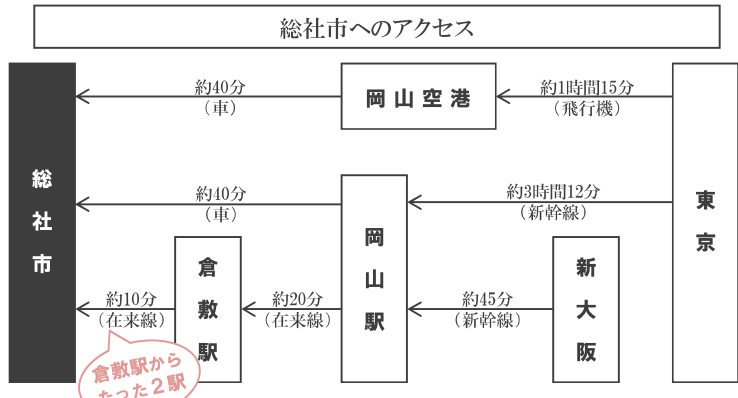 総社市へのアクセス
約40分
（車）
岡山空港
約1時間15分
（飛行機）
東京
総社市
約40分
（車）
岡山駅
約3時間12分
（新幹線）
約10分
（在来線）
倉敷駅
約20分
（在来線）
約45分
（新幹線）
新大阪
倉敷駅から
たった2駅